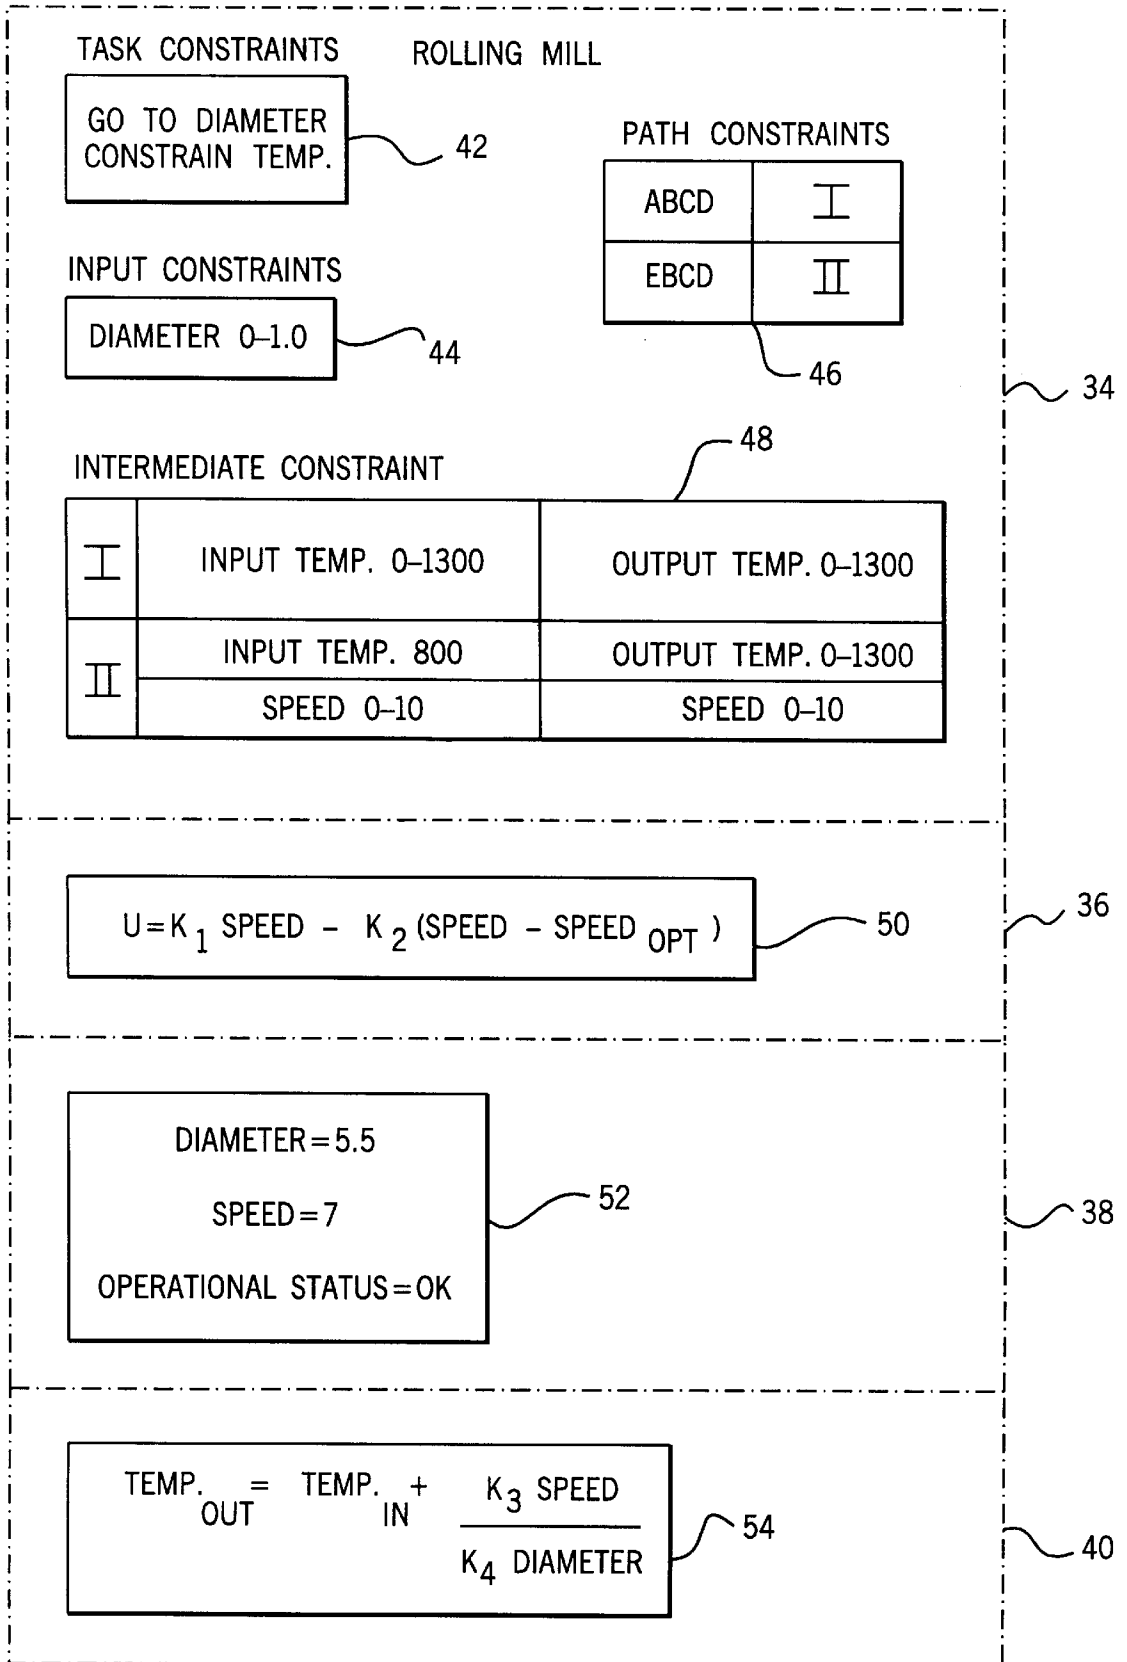 TASK CONSTRAINTS
ROLLING MILL
GO TO DIAMETER
CONSTRAIN TEMP.
42
PATH CONSTRAINTS
ABCD I
EBCD II
46
INPUT CONSTRAINTS
DIAMETER 0–1.0
44
34
48
INTERMEDIATE CONSTRAINT
I INPUT TEMP. 0–1300 OUTPUT TEMP. 0–1300
II INPUT TEMP. 800 OUTPUT TEMP. 0–1300
SPEED 0–10 SPEED 0–10
U=K1 SPEED – K2 (SPEED – SPEED OPT )
50
36
DIAMETER=5.5
SPEED=7
OPERATIONAL STATUS=OK
52
38
TEMP. OUT = TEMP. IN + K3 SPEED
K4 DIAMETER
54
40